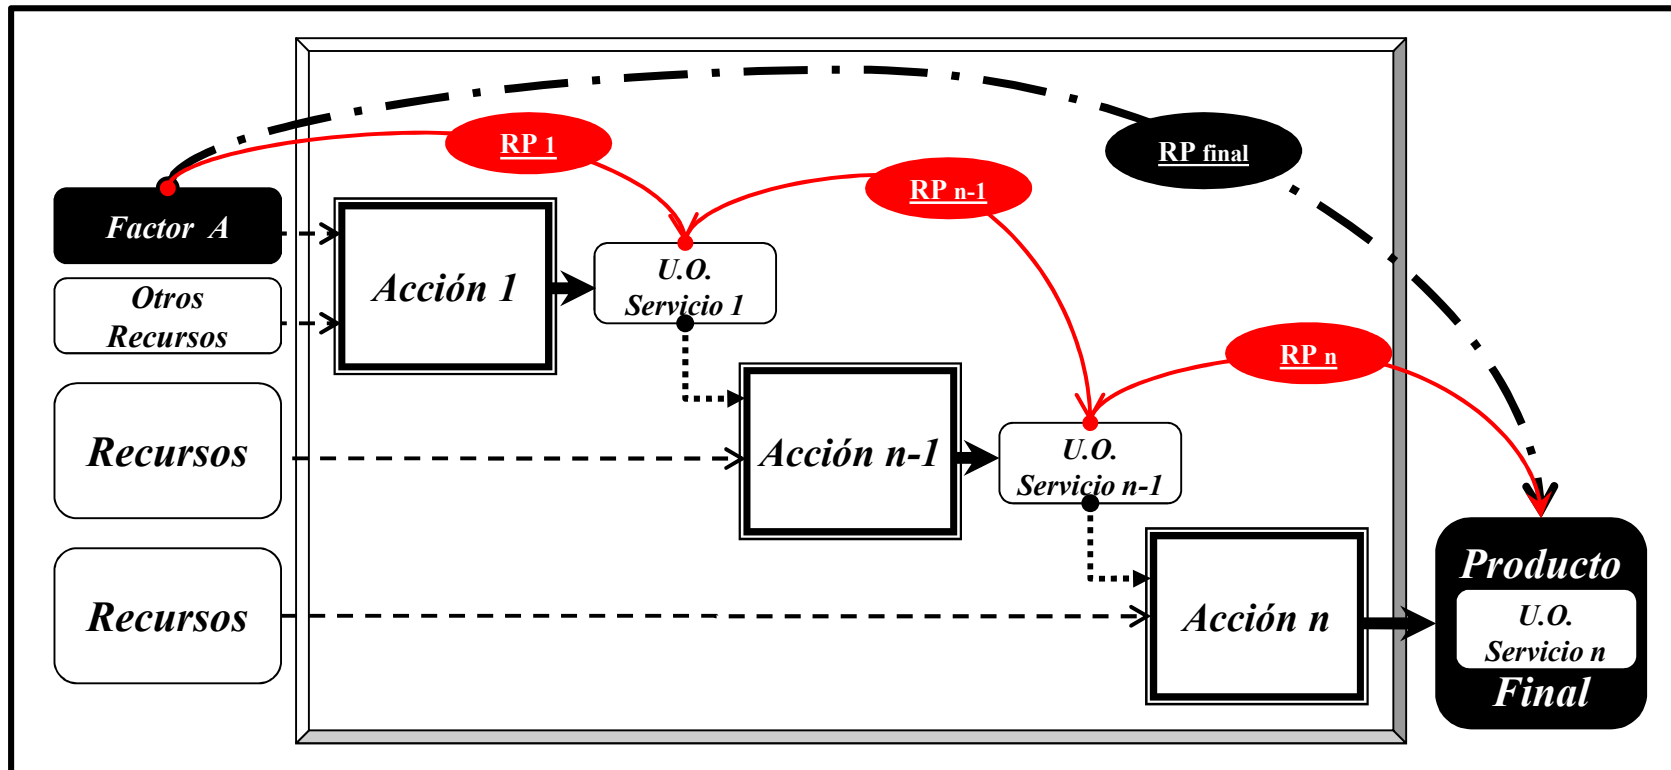 RP 1
RP final
RP n-1
Factor A
Otros
Recursos
Acción 1
U.O.
Servicio 1
RP n
Recursos
Acción n-1
U.O.
Servicio n-1
Recursos
Acción n
Producto
U.O.
Servicio n
Final